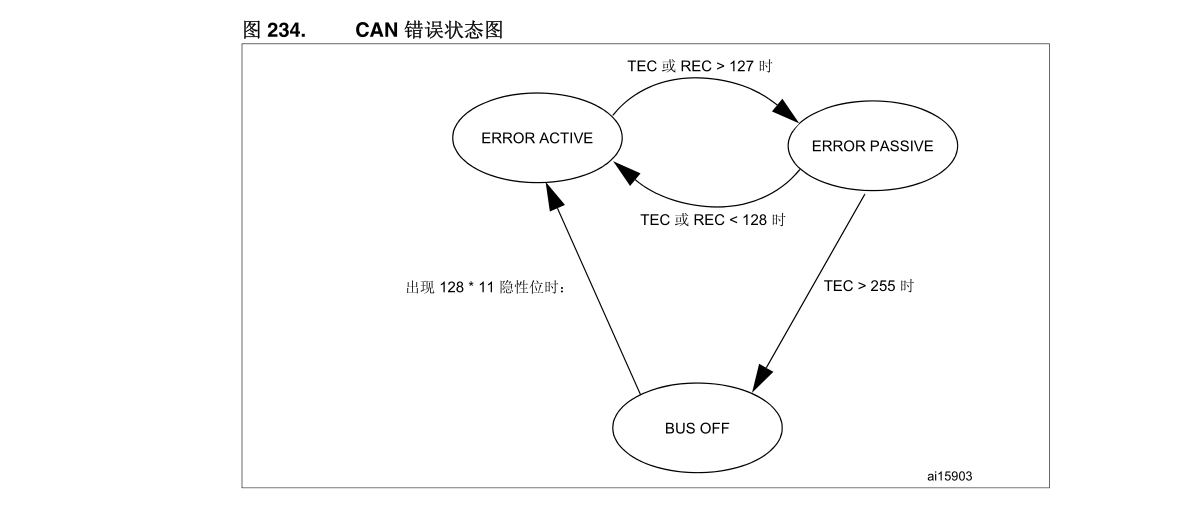 图 234. CAN 错误状态图
TEC 或 REC > 127 时
ERROR ACTIVE
ERROR PASSIVE
TEC 或 REC < 128 时
出现 128 * 11 隐性位时：
TEC > 255 时
BUS OFF
ai15903